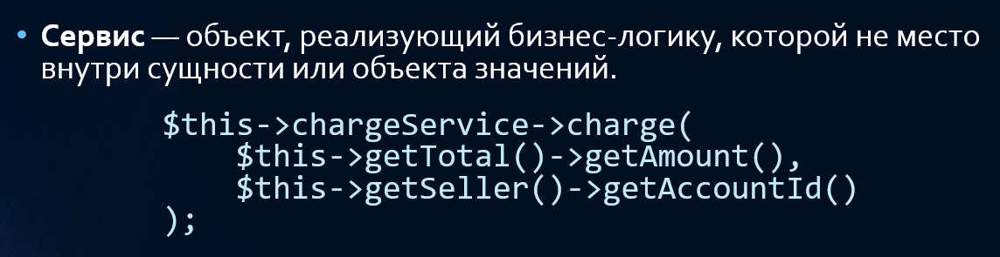 • Сервис — объект, реализующий бизнес-логику, которой не место
внутри сущности или объекта значений.
$this->chargeService->charge(
    $this->getTotal()->getAmount(),
    $this->getSeller()->getAccountId()
);